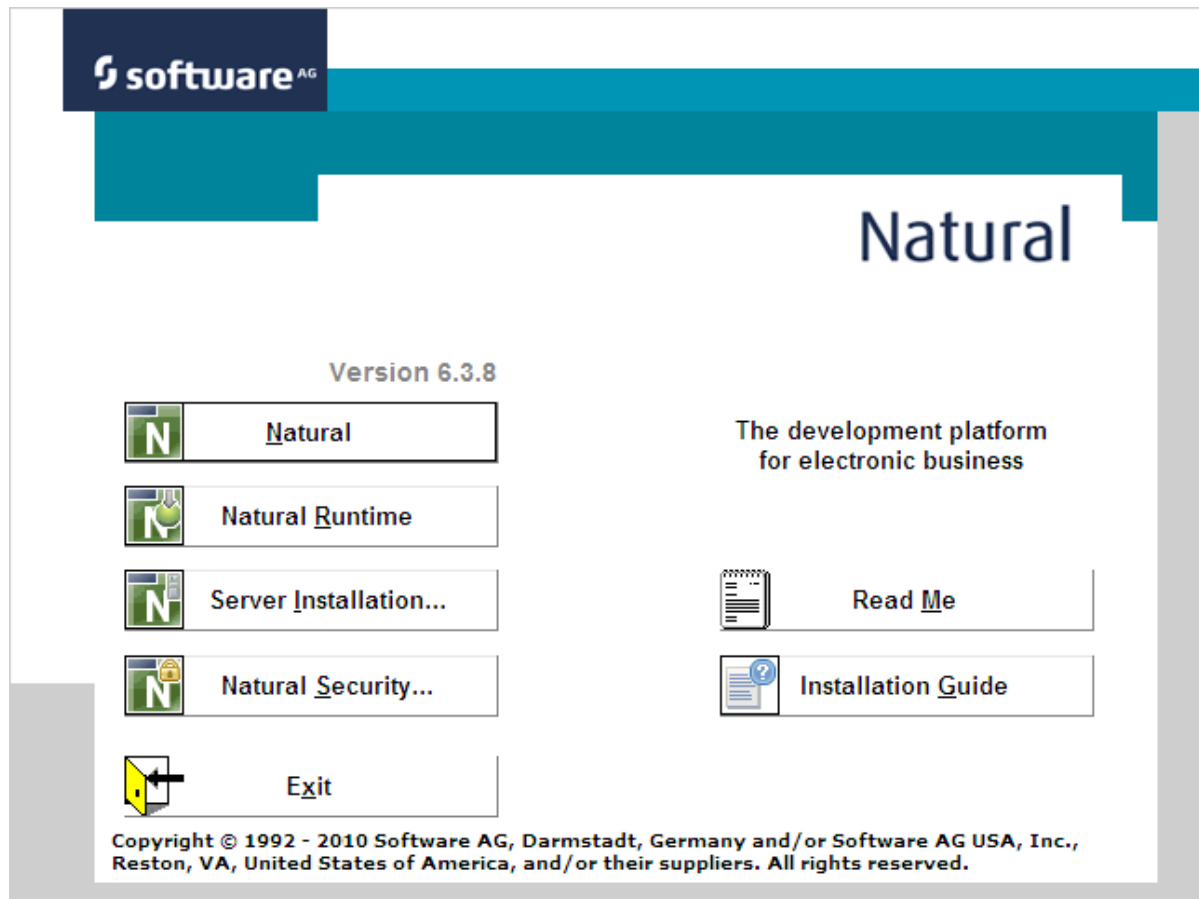 software AG
Natural
Version 6.3.8
Natural
The development platform
for electronic business
Natural Runtime
Server Installation...
Read Me
Natural Security...
Installation Guide
Exit
Copyright © 1992 - 2010 Software AG, Darmstadt, Germany and/or Software AG USA, Inc.,
Reston, VA, United States of America, and/or their suppliers. All rights reserved.